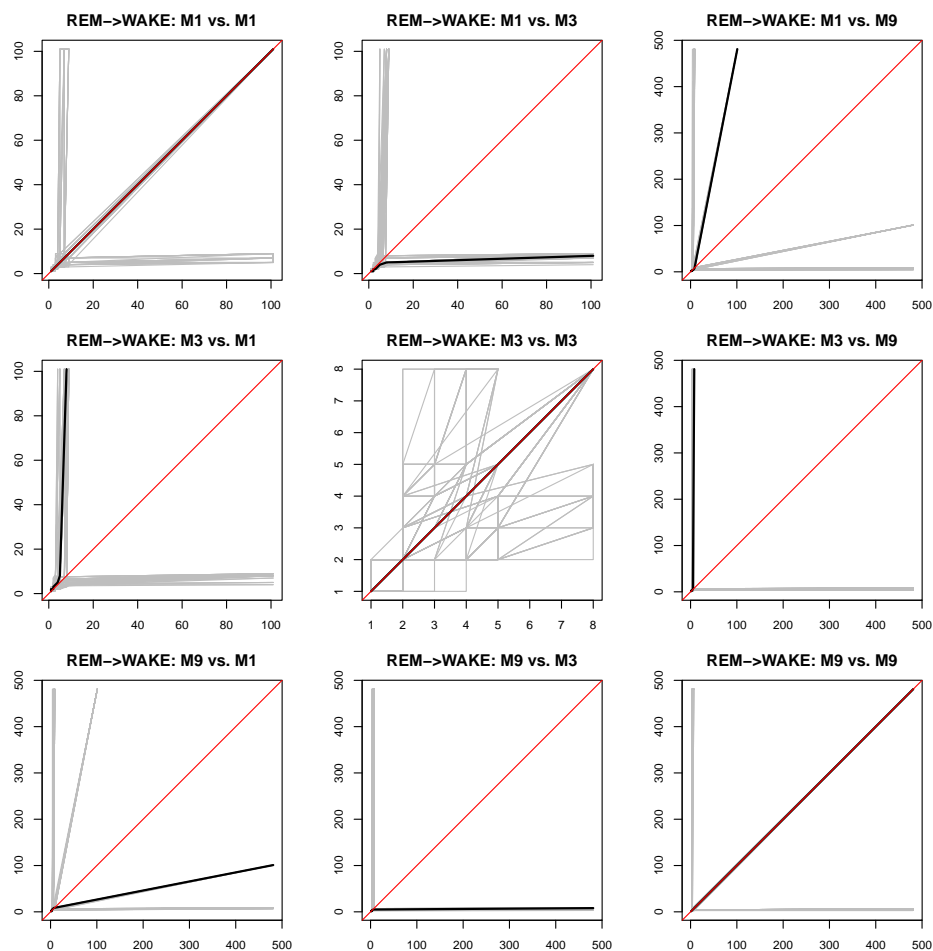 REM−>WAKE: M1 vs. M1
REM−>WAKE: M1 vs. M3
REM−>WAKE: M1 vs. M9
0 20 40 60 80 100
0 20 40 60 80 100
0 20 40 60 80 100
0 20 40 60 80 100
0 100 200 300 400 500
0 100 200 300 400 500
REM−>WAKE: M3 vs. M1
REM−>WAKE: M3 vs. M3
REM−>WAKE: M3 vs. M9
0 20 40 60 80 100
0 20 40 60 80 100
1 2 3 4 5 6 7 8
1 2 3 4 5 6 7 8
0 100 200 300 400 500
0 100 200 300 400 500
REM−>WAKE: M9 vs. M1
REM−>WAKE: M9 vs. M3
REM−>WAKE: M9 vs. M9
0 100 200 300 400 500
0 100 200 300 400 500
0 100 200 300 400 500
0 100 200 300 400 500
0 100 200 300 400 500
0 100 200 300 400 500